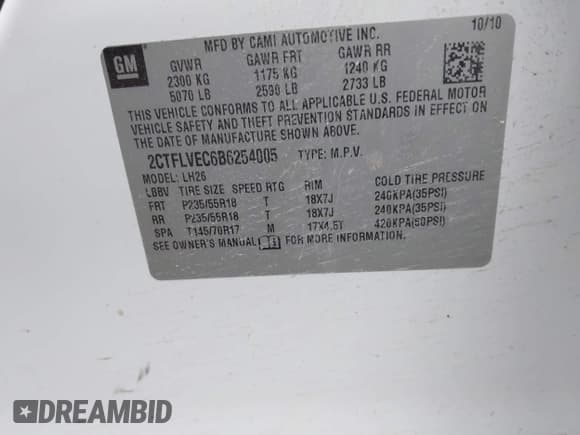 MFD BY CAMI AUTOMOTIVE INC. 10/10
GM
GVWR GAWR FRT GAWR RR
2300 KG 1175 KG 1240 KG
5070 LB 2590 LB 2733 LB
THIS VEHICLE CONFORMS TO ALL APPLICABLE U.S. FEDERAL MOTOR
VEHICLE SAFETY AND THEFT PREVENTION STANDARDS IN EFFECT ON
THE DATE OF MANUFACTURE SHOWN ABOVE.
2CTFLVEC6B6254005 TYPE: M.P.V.
MODEL: LH26
LBBV TIRE SIZE SPEED RTG RIM COLD TIRE PRESSURE
FRT P235/55R18 T 18X7J 240KPA(35PSI)
RR P235/55R18 T 18X7J 240KPA(35PSI)
SPA T145/70R17 M 17X4.5T 420KPA(60PSI)
SEE OWNER'S MANUAL FOR MORE INFORMATION.
DREAMBID